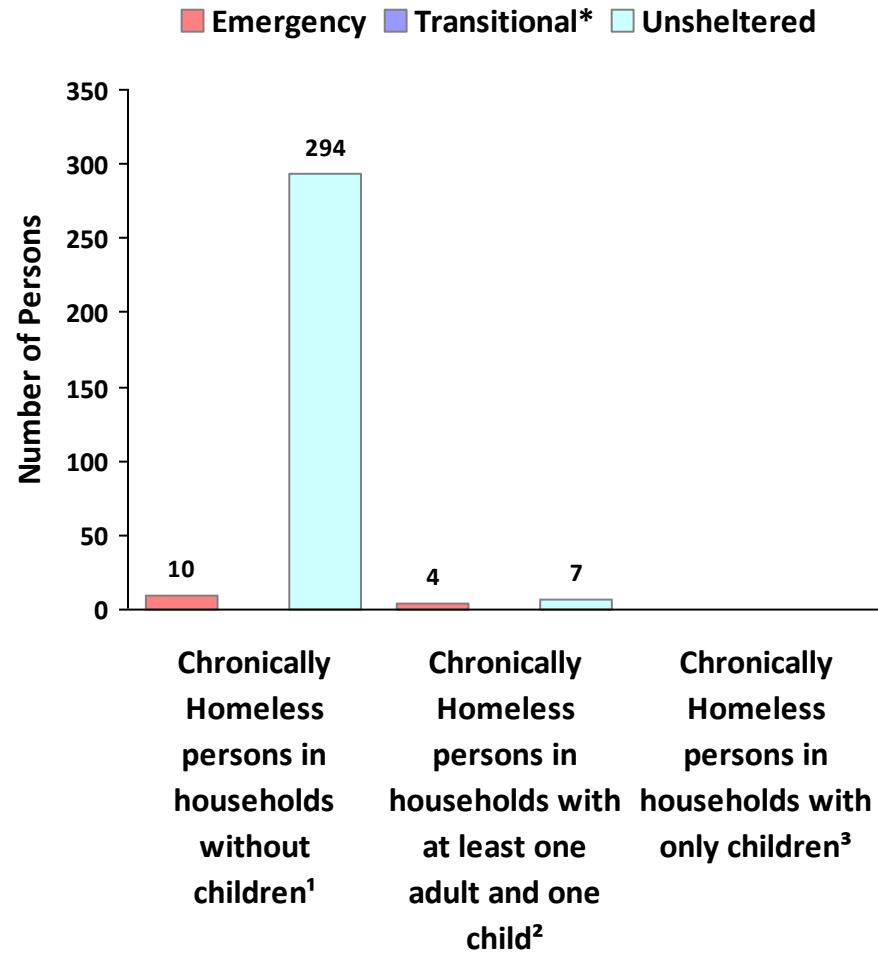 Emergency Transitional* Unsheltered
350
300
250
200
150
100
50
0
Number of Persons
294
10
4
7
Chronically
Homeless
persons in
households
without
children¹
Chronically
Homeless
persons in
households with
at least one
adult and one
child²
Chronically
Homeless
persons in
households with
only children³